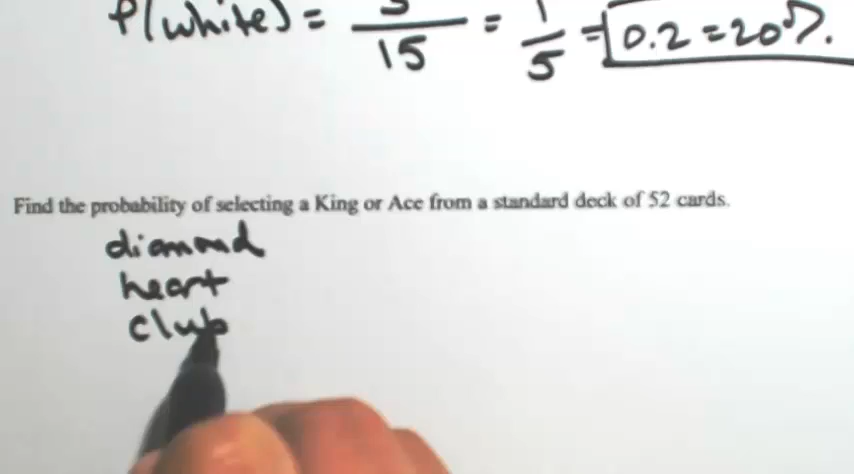 P(white) = 3/15 = 1/5 = 0.2 = 20%.
Find the probability of selecting a King or Ace from a standard deck of 52 cards.
diamond
heart
club